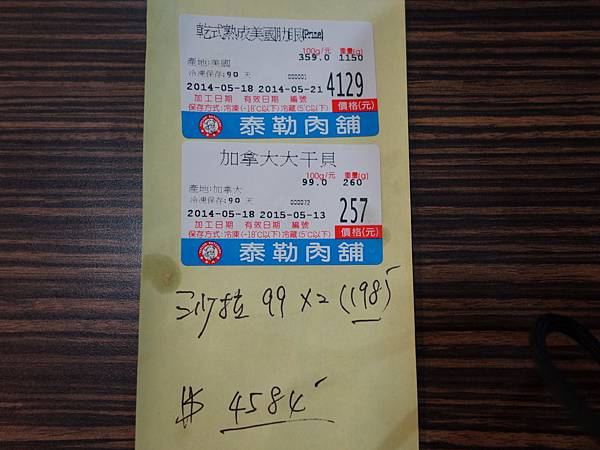 乾式熟成美國肋眼(Prime)
100g/元 重量(g)
359.0 1150
產地:美國
冷凍保存:90 天
000001
2014-05-18 2014-05-21 4129
加工日期 有效日期 編號 價格(元)
保存方式:冷凍(-18℃以下)冷藏(5℃以下)
泰勒肉舖
加拿大大干貝
100g/元 重量(g)
99.0 260
產地:加拿大
冷凍保存:90 天
000072
2014-05-18 2015-05-13 257
加工日期 有效日期 編號 價格(元)
保存方式:冷凍(-18℃以下)冷藏(5℃以下)
泰勒肉舖
沙拉 99 x 2 (198)
$ 4584